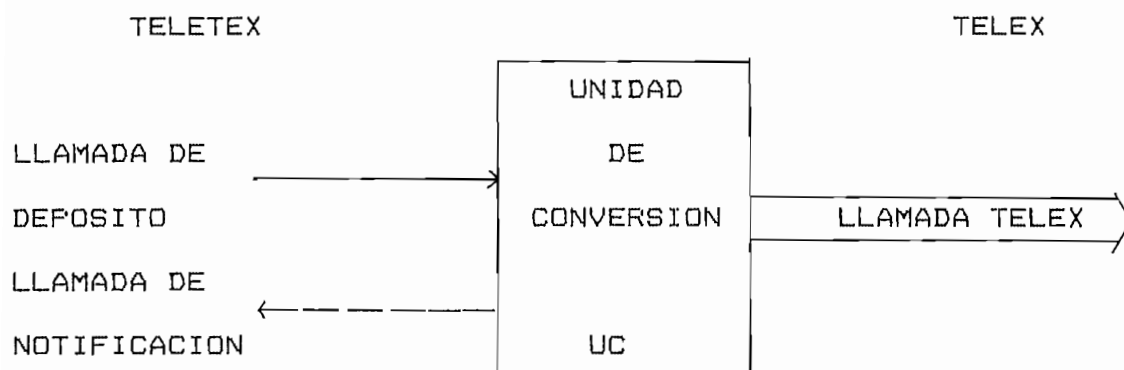 TELETEX TELEX
UNIDAD
LLAMADA DE DE
DEPOSITO CONVERSION LLAMADA TELEX
LLAMADA DE
NOTIFICACION UC